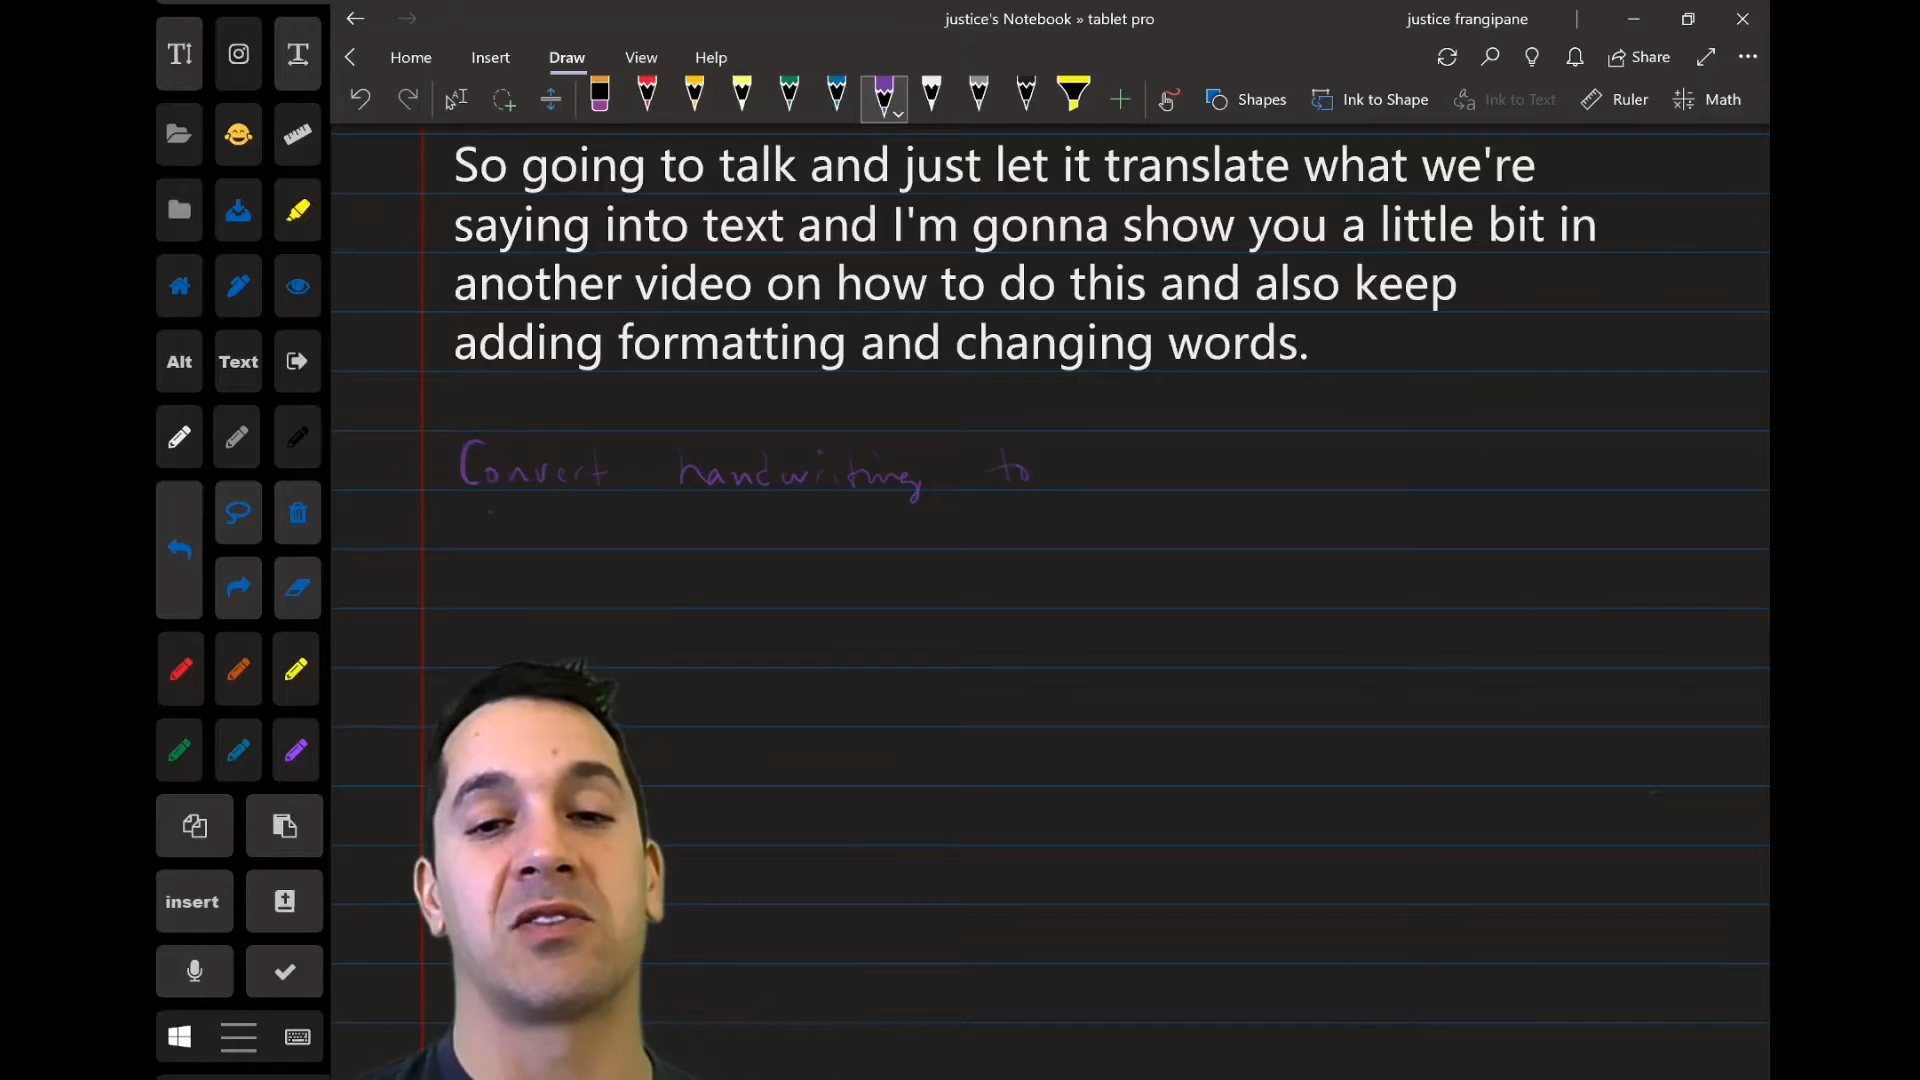 justice's Notebook » tablet pro
justice frangipane
Home Insert Draw View Help
Share
Shapes Ink to Shape Ink to Text Ruler Math
So going to talk and just let it translate what we're
saying into text and I'm gonna show you a little bit in
another video on how to do this and also keep
adding formatting and changing words.
Convert handwriting to
Alt Text
insert